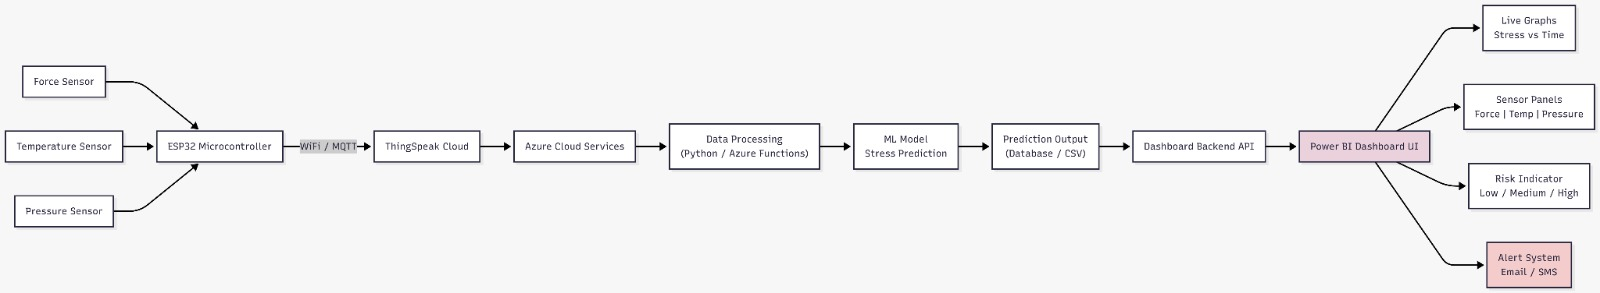 Force Sensor
Temperature Sensor
Pressure Sensor
ESP32 Microcontroller
WiFi / MQTT
ThingSpeak Cloud
Azure Cloud Services
Data Processing
(Python / Azure Functions)
ML Model
Stress Prediction
Prediction Output
(Database / CSV)
Dashboard Backend API
Power BI Dashboard UI
Live Graphs
Stress vs Time
Sensor Panels
Force | Temp | Pressure
Risk Indicator
Low / Medium / High
Alert System
Email / SMS